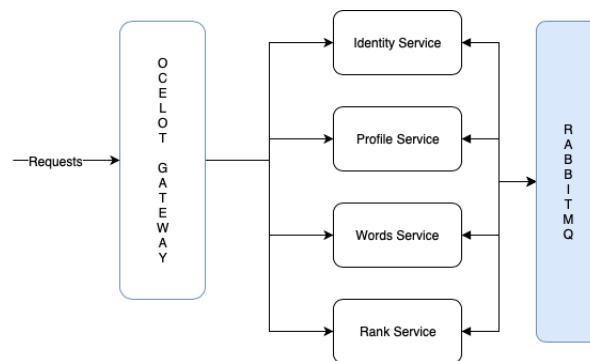 Requests
OCELOT GATEWAY
Identity Service
Profile Service
Words Service
Rank Service
RABBITMQ